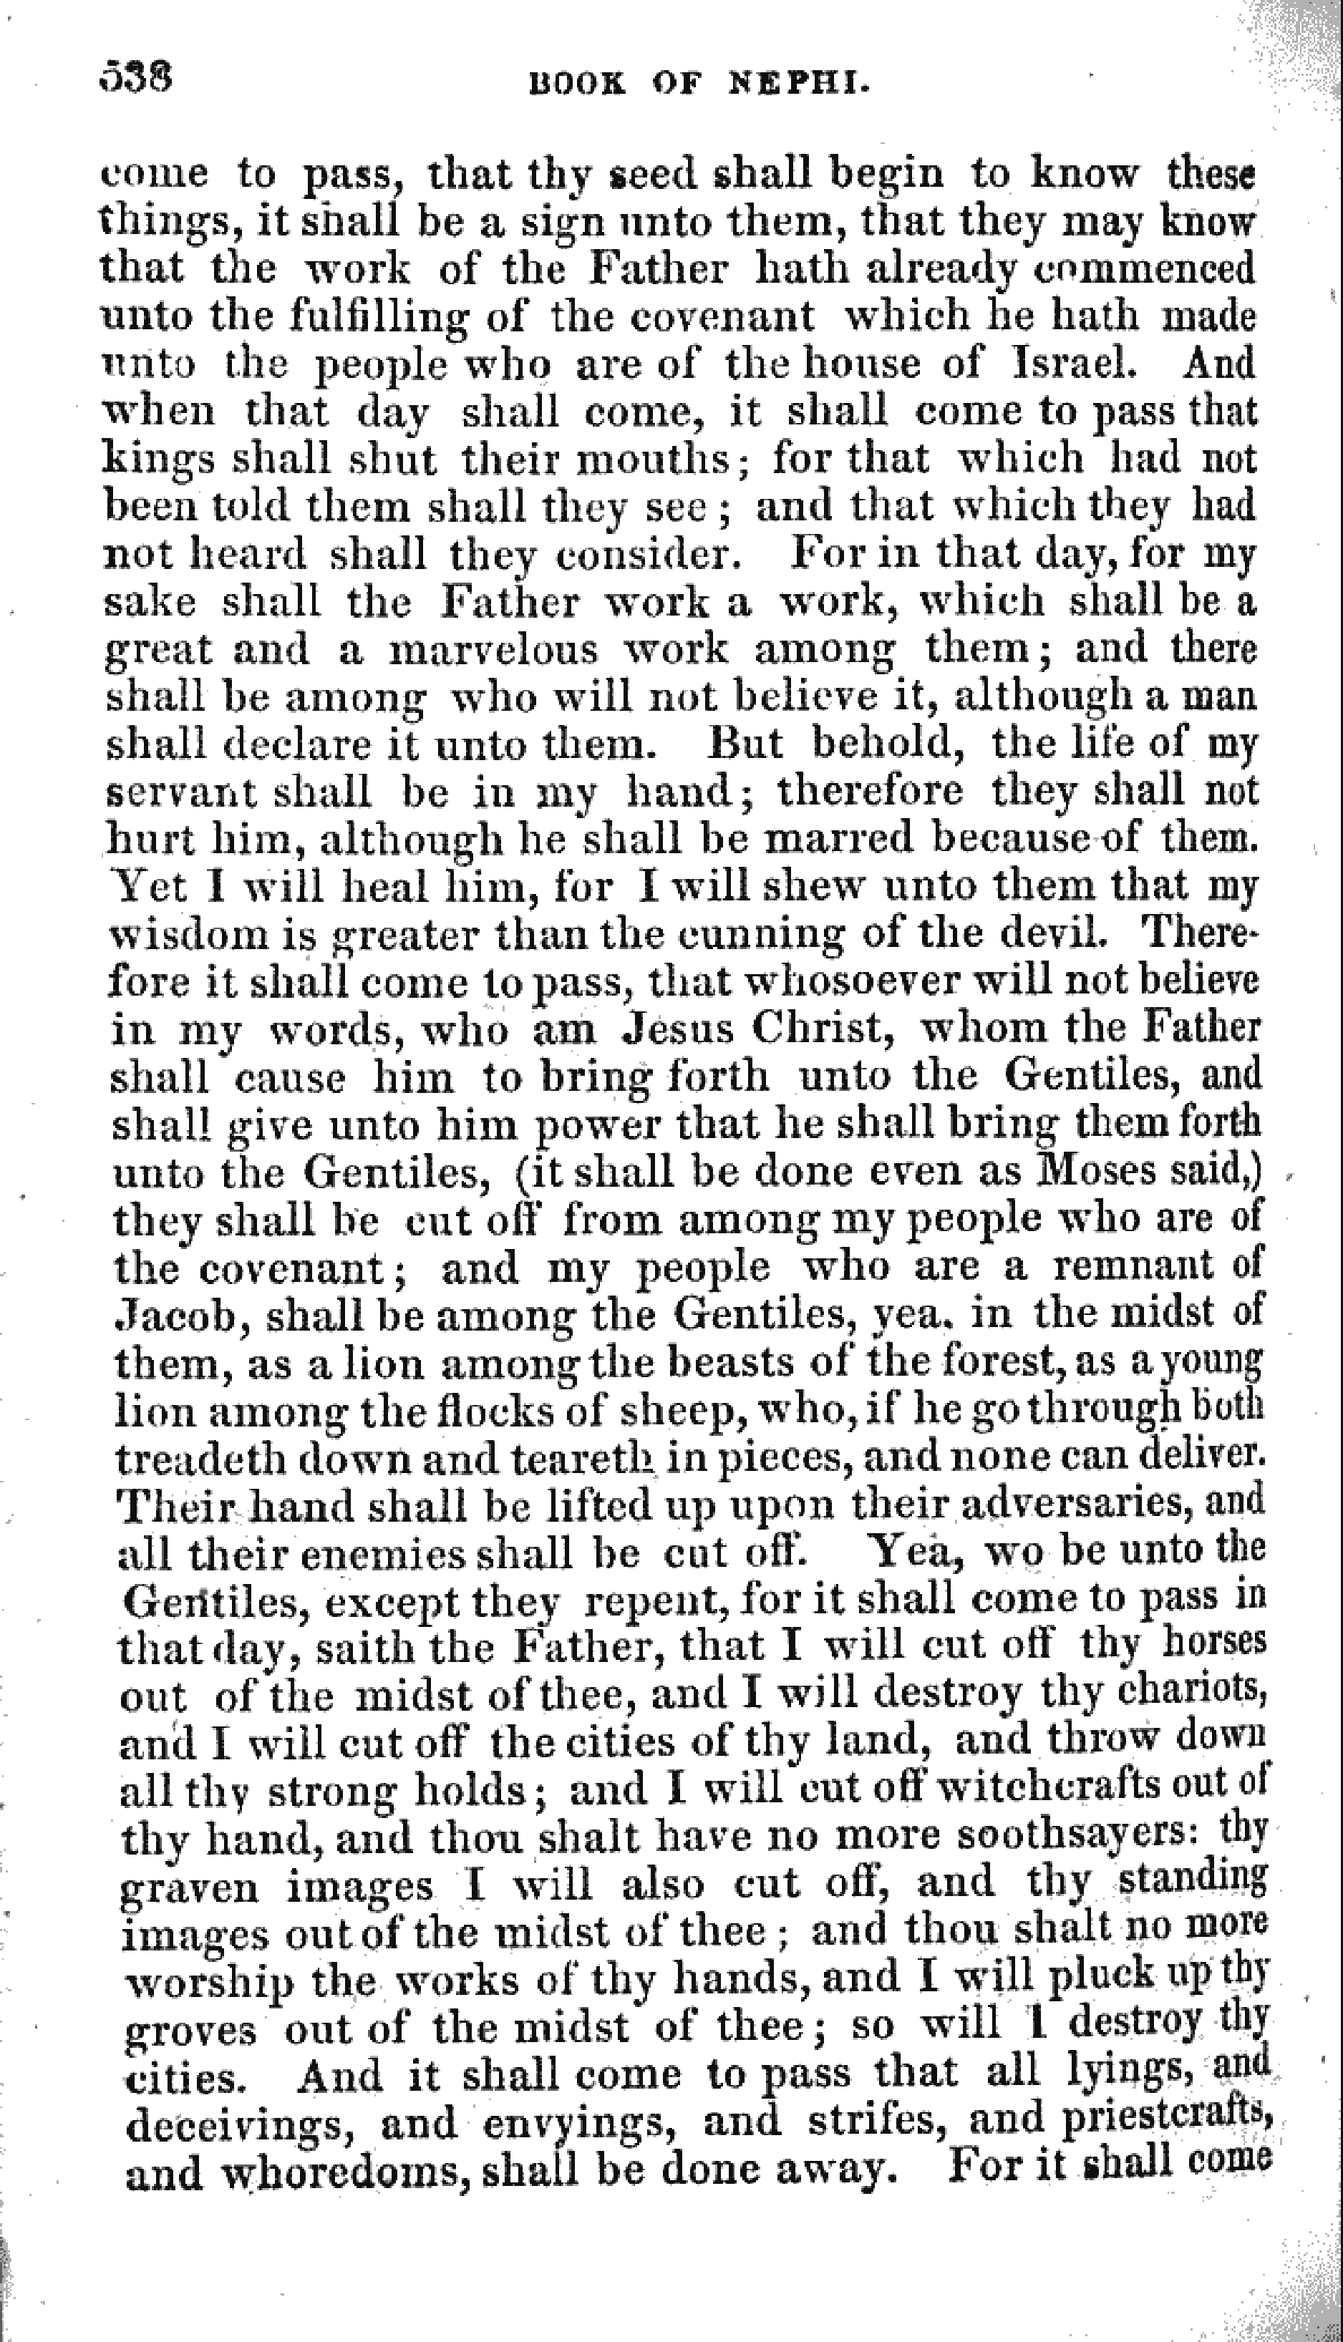 538 BOOK OF NEPHI.
come to pass, that thy seed shall begin to know these
things, it shall be a sign unto them, that they may know
that the work of the Father hath already commenced
unto the fulfilling of the covenant which he hath made
unto the people who are of the house of Israel. And
when that day shall come, it shall come to pass that
kings shall shut their mouths; for that which had not
been told them shall they see; and that which they had
not heard shall they consider. For in that day, for my
sake shall the Father work a work, which shall be a
great and a marvelous work among them; and there
shall be among who will not believe it, although a man
shall declare it unto them. But behold, the life of my
servant shall be in my hand; therefore they shall not
hurt him, although he shall be marred because of them.
Yet I will heal him, for I will shew unto them that my
wisdom is greater than the cunning of the devil. There-
fore it shall come to pass, that whosoever will not believe
in my words, who am Jesus Christ, whom the Father
shall cause him to bring forth unto the Gentiles, and
shall give unto him power that he shall bring them forth
unto the Gentiles, (it shall be done even as Moses said,)
they shall be cut off from among my people who are of
the covenant; and my people who are a remnant of
Jacob, shall be among the Gentiles, yea, in the midst of
them, as a lion among the beasts of the forest, as a young
lion among the flocks of sheep, who, if he go through both
treadeth down and teareth in pieces, and none can deliver.
Their hand shall be lifted up upon their adversaries, and
all their enemies shall be cut off. Yea, wo be unto the
Gentiles, except they repent, for it shall come to pass in
that day, saith the Father, that I will cut off thy horses
out of the midst of thee, and I will destroy thy chariots,
and I will cut off the cities of thy land, and throw down
all thy strong holds; and I will cut off witchcrafts out of
thy hand, and thou shalt have no more soothsayers: thy
graven images I will also cut off, and thy standing
images out of the midst of thee; and thou shalt no more
worship the works of thy hands, and I will pluck up thy
groves out of the midst of thee; so will I destroy thy
cities. And it shall come to pass that all lyings, and
deceivings, and envyings, and strifes, and priestcrafts,
and whoredoms, shall be done away. For it shall come